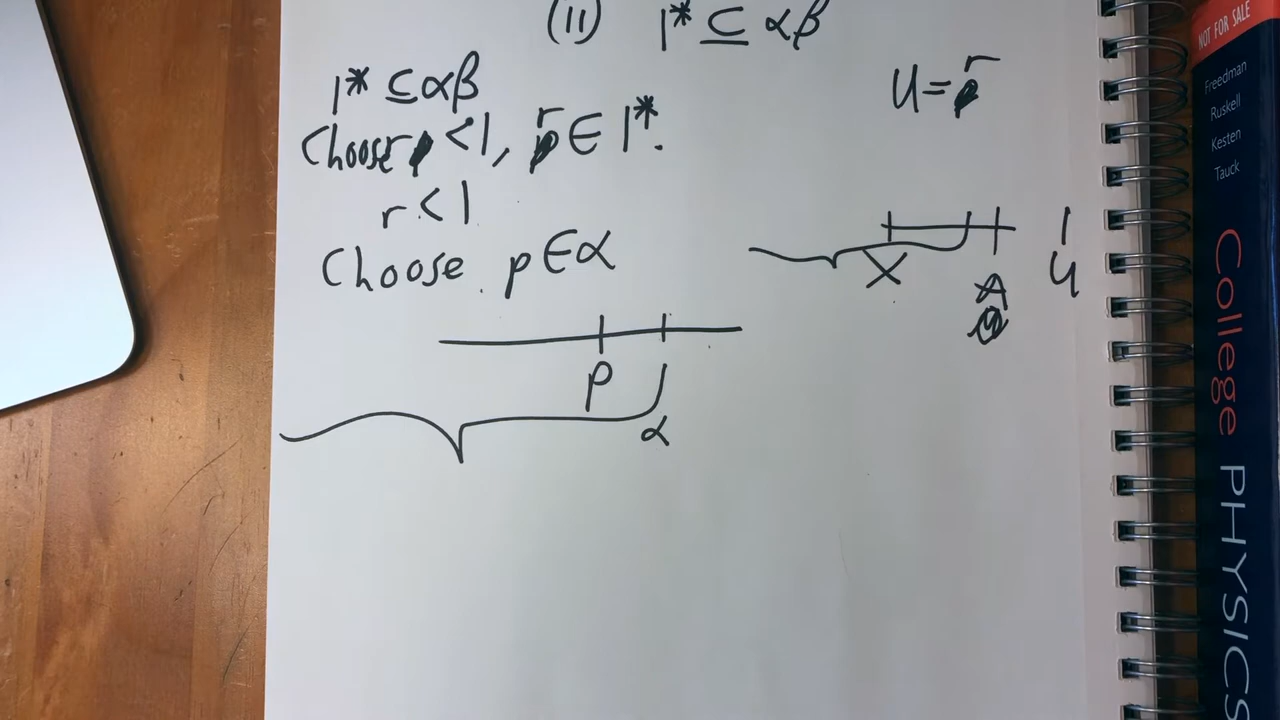 (ii) 1* ⊆ αβ
1* ⊆ αβ
U = r
Choose r < 1, r ∈ 1*.
r < 1
Choose p ∈ α
X
1
U
p
α
NOT FOR SALE
Freedman
Ruskell
Kesten
Tauck
College PHYSICS